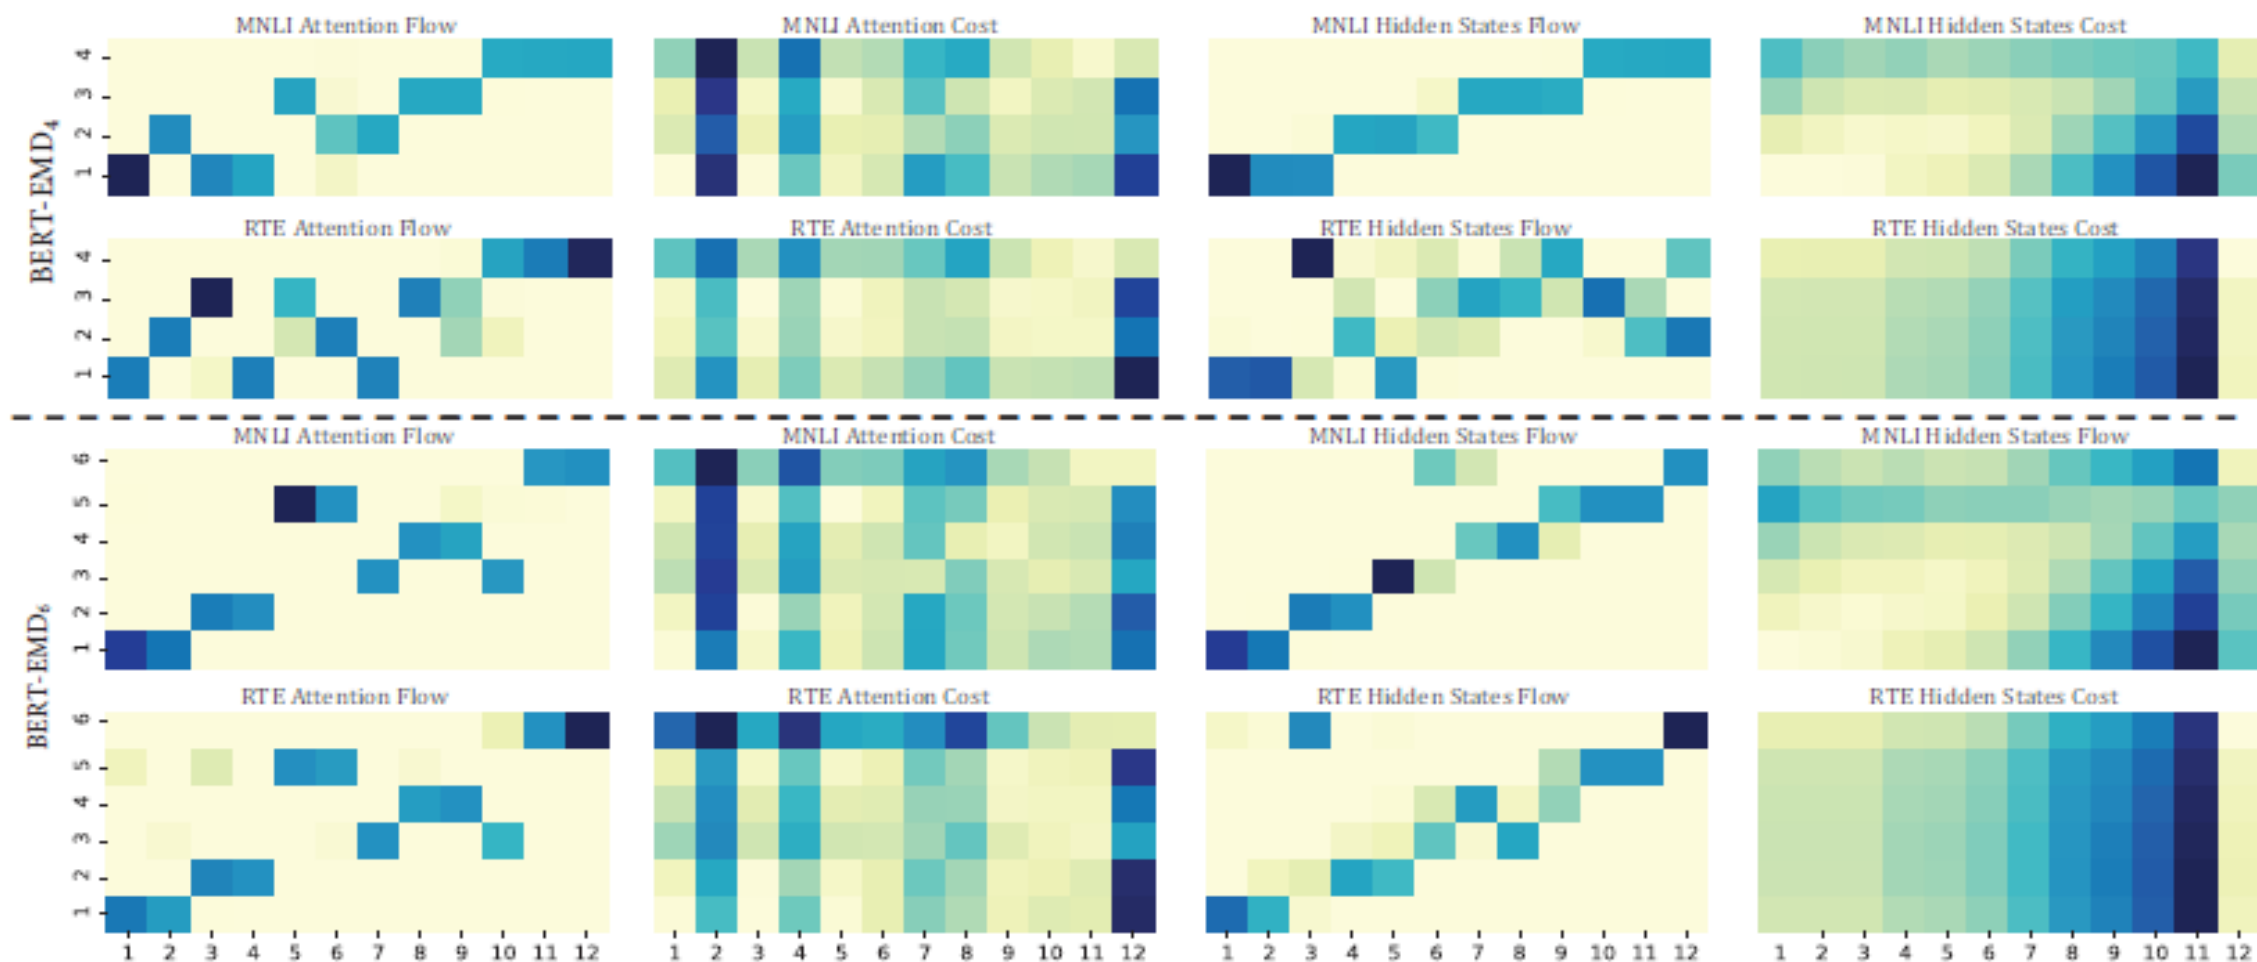 MNLI Attention Flow MNLI Attention Cost MNLI Hidden States Flow MNLI Hidden States Cost
BERT-EMD4
4
3
2
1
RTE Attention Flow RTE Attention Cost RTE Hidden States Flow RTE Hidden States Cost
4
3
2
1
MNLI Attention Flow MNLI Attention Cost MNLI Hidden States Flow MNLI Hidden States Flow
BERT-EMD6
6
5
4
3
2
1
RTE Attention Flow RTE Attention Cost RTE Hidden States Flow RTE Hidden States Cost
6
5
4
3
2
1
1 2 3 4 5 6 7 8 9 10 11 12 1 2 3 4 5 6 7 8 9 10 11 12 1 2 3 4 5 6 7 8 9 10 11 12 1 2 3 4 5 6 7 8 9 10 11 12